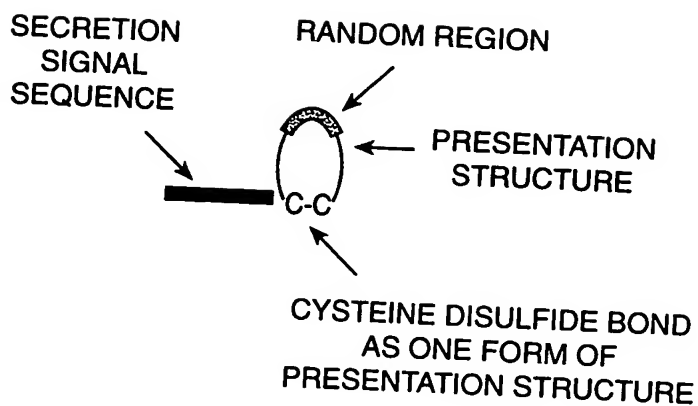 SECRETION
SIGNAL
SEQUENCE
RANDOM REGION
PRESENTATION
STRUCTURE
C-C
CYSTEINE DISULFIDE BOND
AS ONE FORM OF
PRESENTATION STRUCTURE